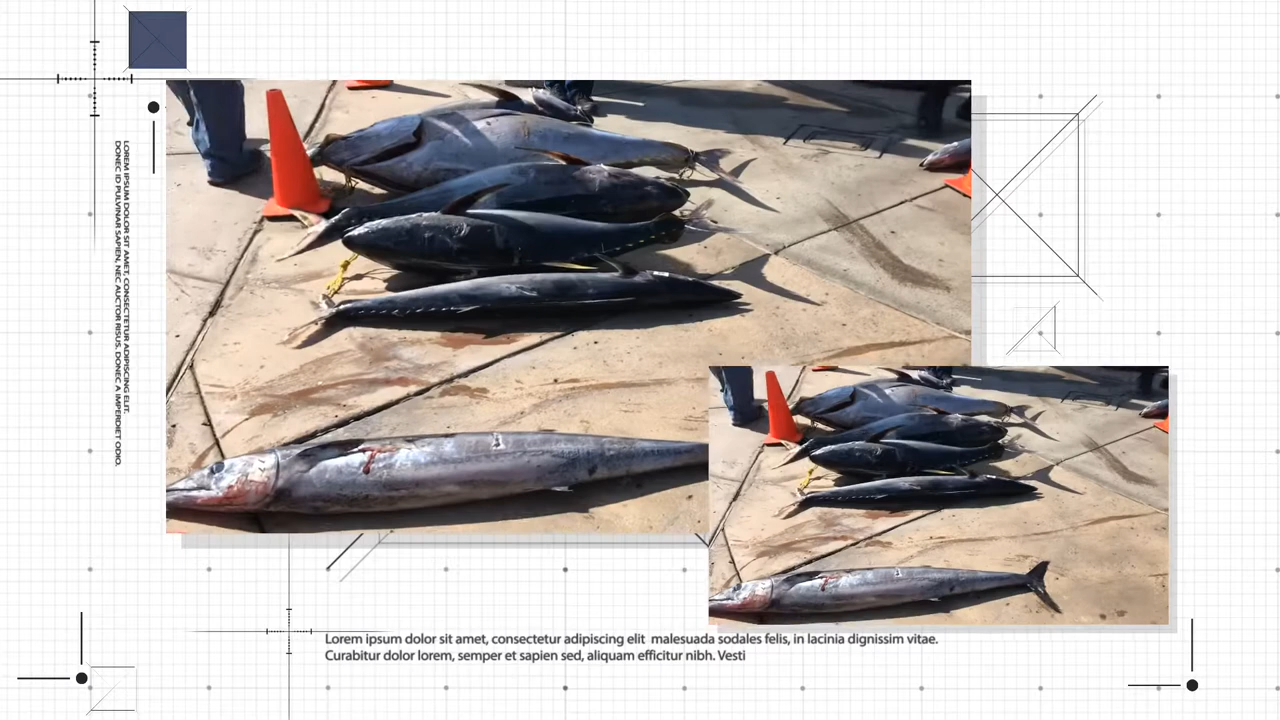 LOREM IPSUM DOLOR SIT AMET, CONSECTETUR ADIPISCING ELIT.
DONEC ID PULVINAR SAPIEN, NEC AUCTOR RISUS. DONEC A IMPERDIET ODIO.
Lorem ipsum dolor sit amet, consectetur adipiscing elit malesuada sodales felis, in lacinia dignissim vitae.
Curabitur dolor lorem, semper et sapien sed, aliquam efficitur nibh. Vesti